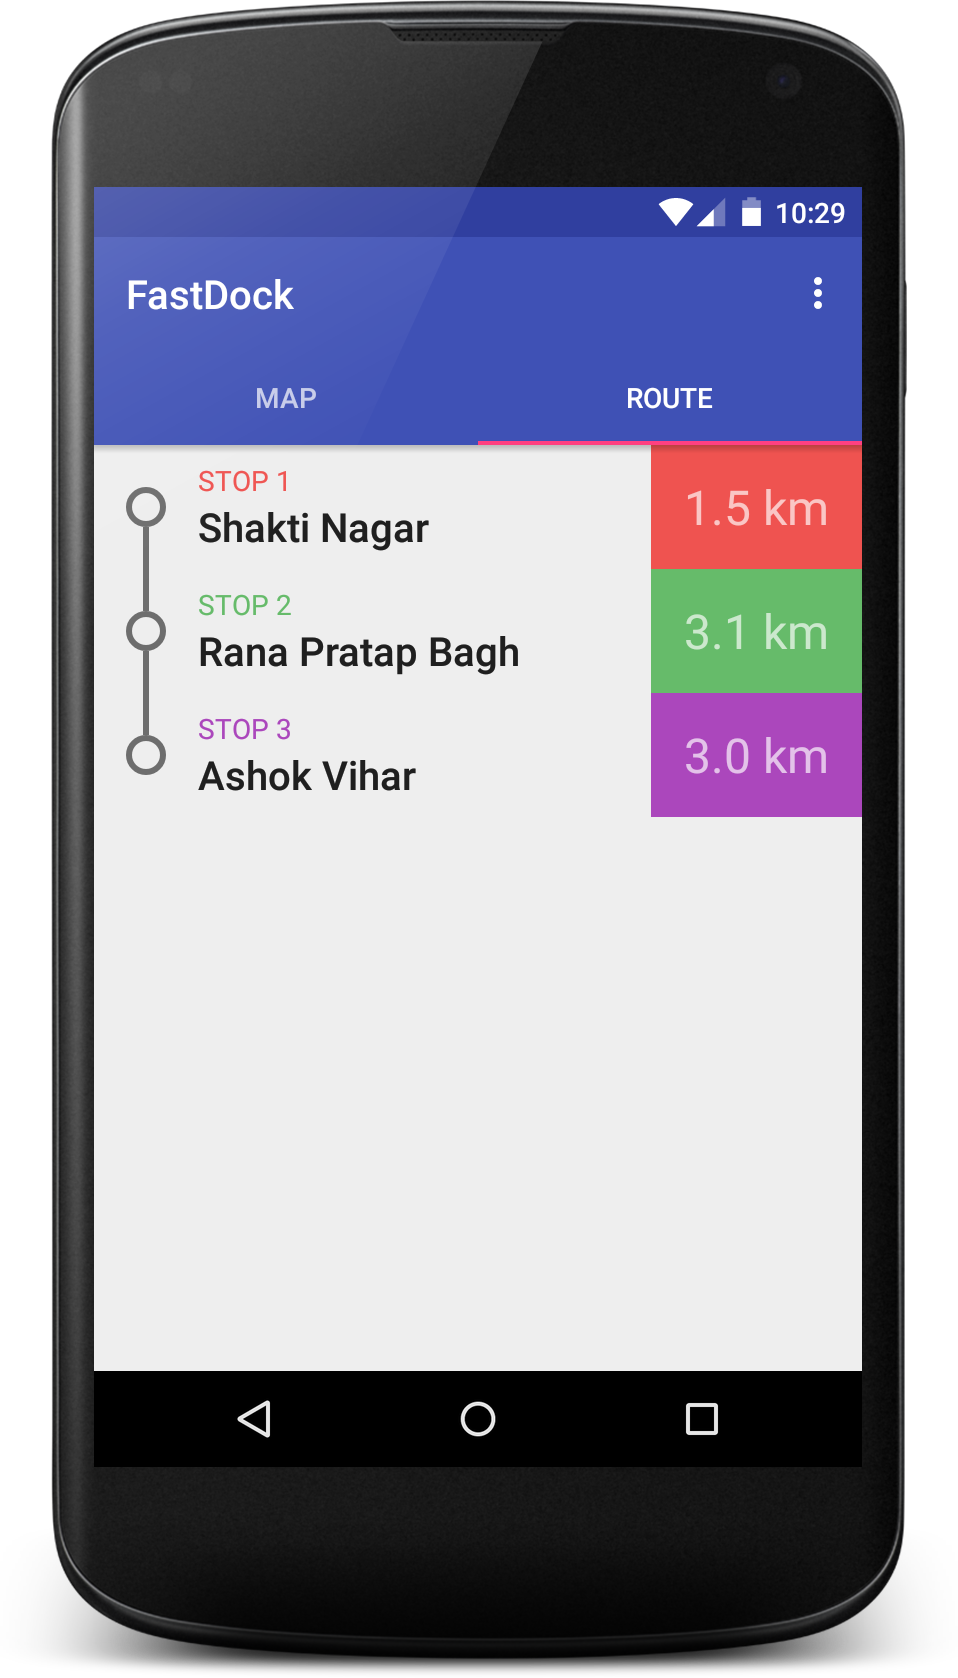 10:29
FastDock
MAP
ROUTE
STOP 1
Shakti Nagar
1.5 km
STOP 2
Rana Pratap Bagh
3.1 km
STOP 3
Ashok Vihar
3.0 km